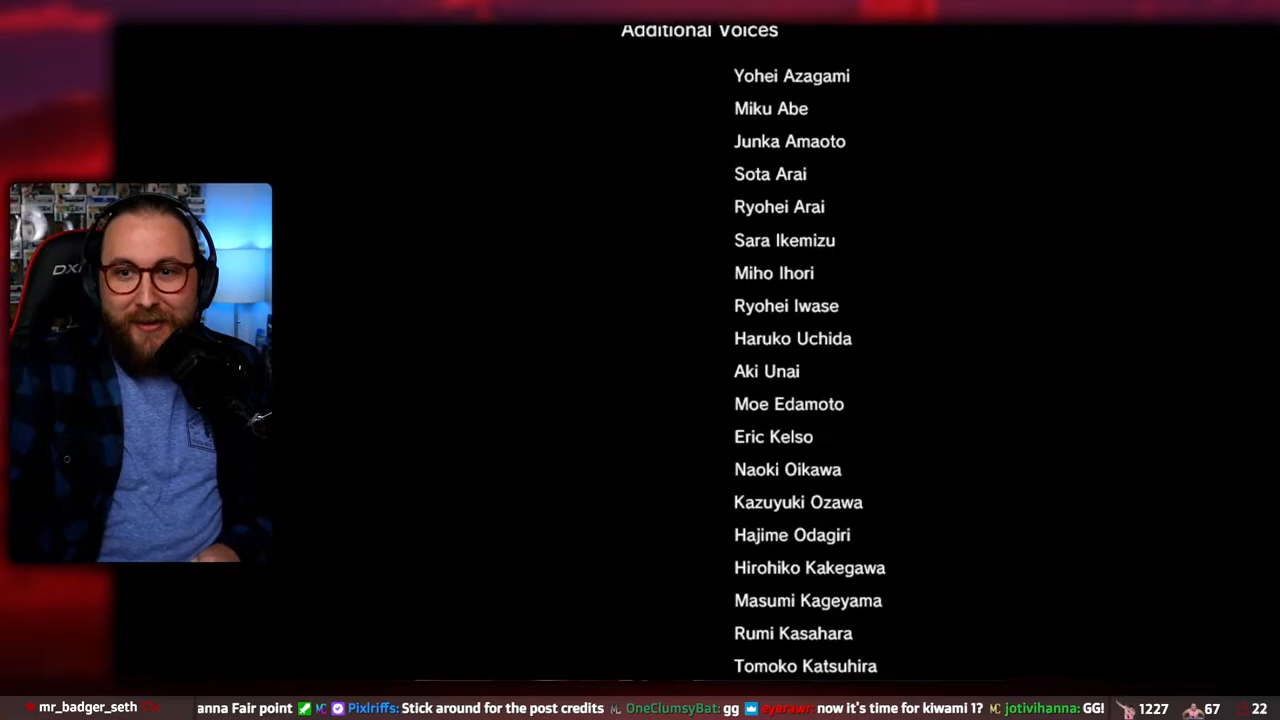 Additional Voices
Yohei Azagami
Miku Abe
Junka Amaoto
Sota Arai
Ryohei Arai
Sara Ikemizu
Miho Ihori
Ryohei Iwase
Haruko Uchida
Aki Unai
Moe Edamoto
Eric Kelso
Naoki Oikawa
Kazuyuki Ozawa
Hajime Odagiri
Hirohiko Kakegawa
Masumi Kageyama
Rumi Kasahara
Tomoko Katsuhira
mr_badger_seth 17x anna Fair point Pixlriffs: Stick around for the post credits OneClumsyBat: gg eyerawr: now it's time for kiwami 1? jotivihanna: GG! 1227 67 22